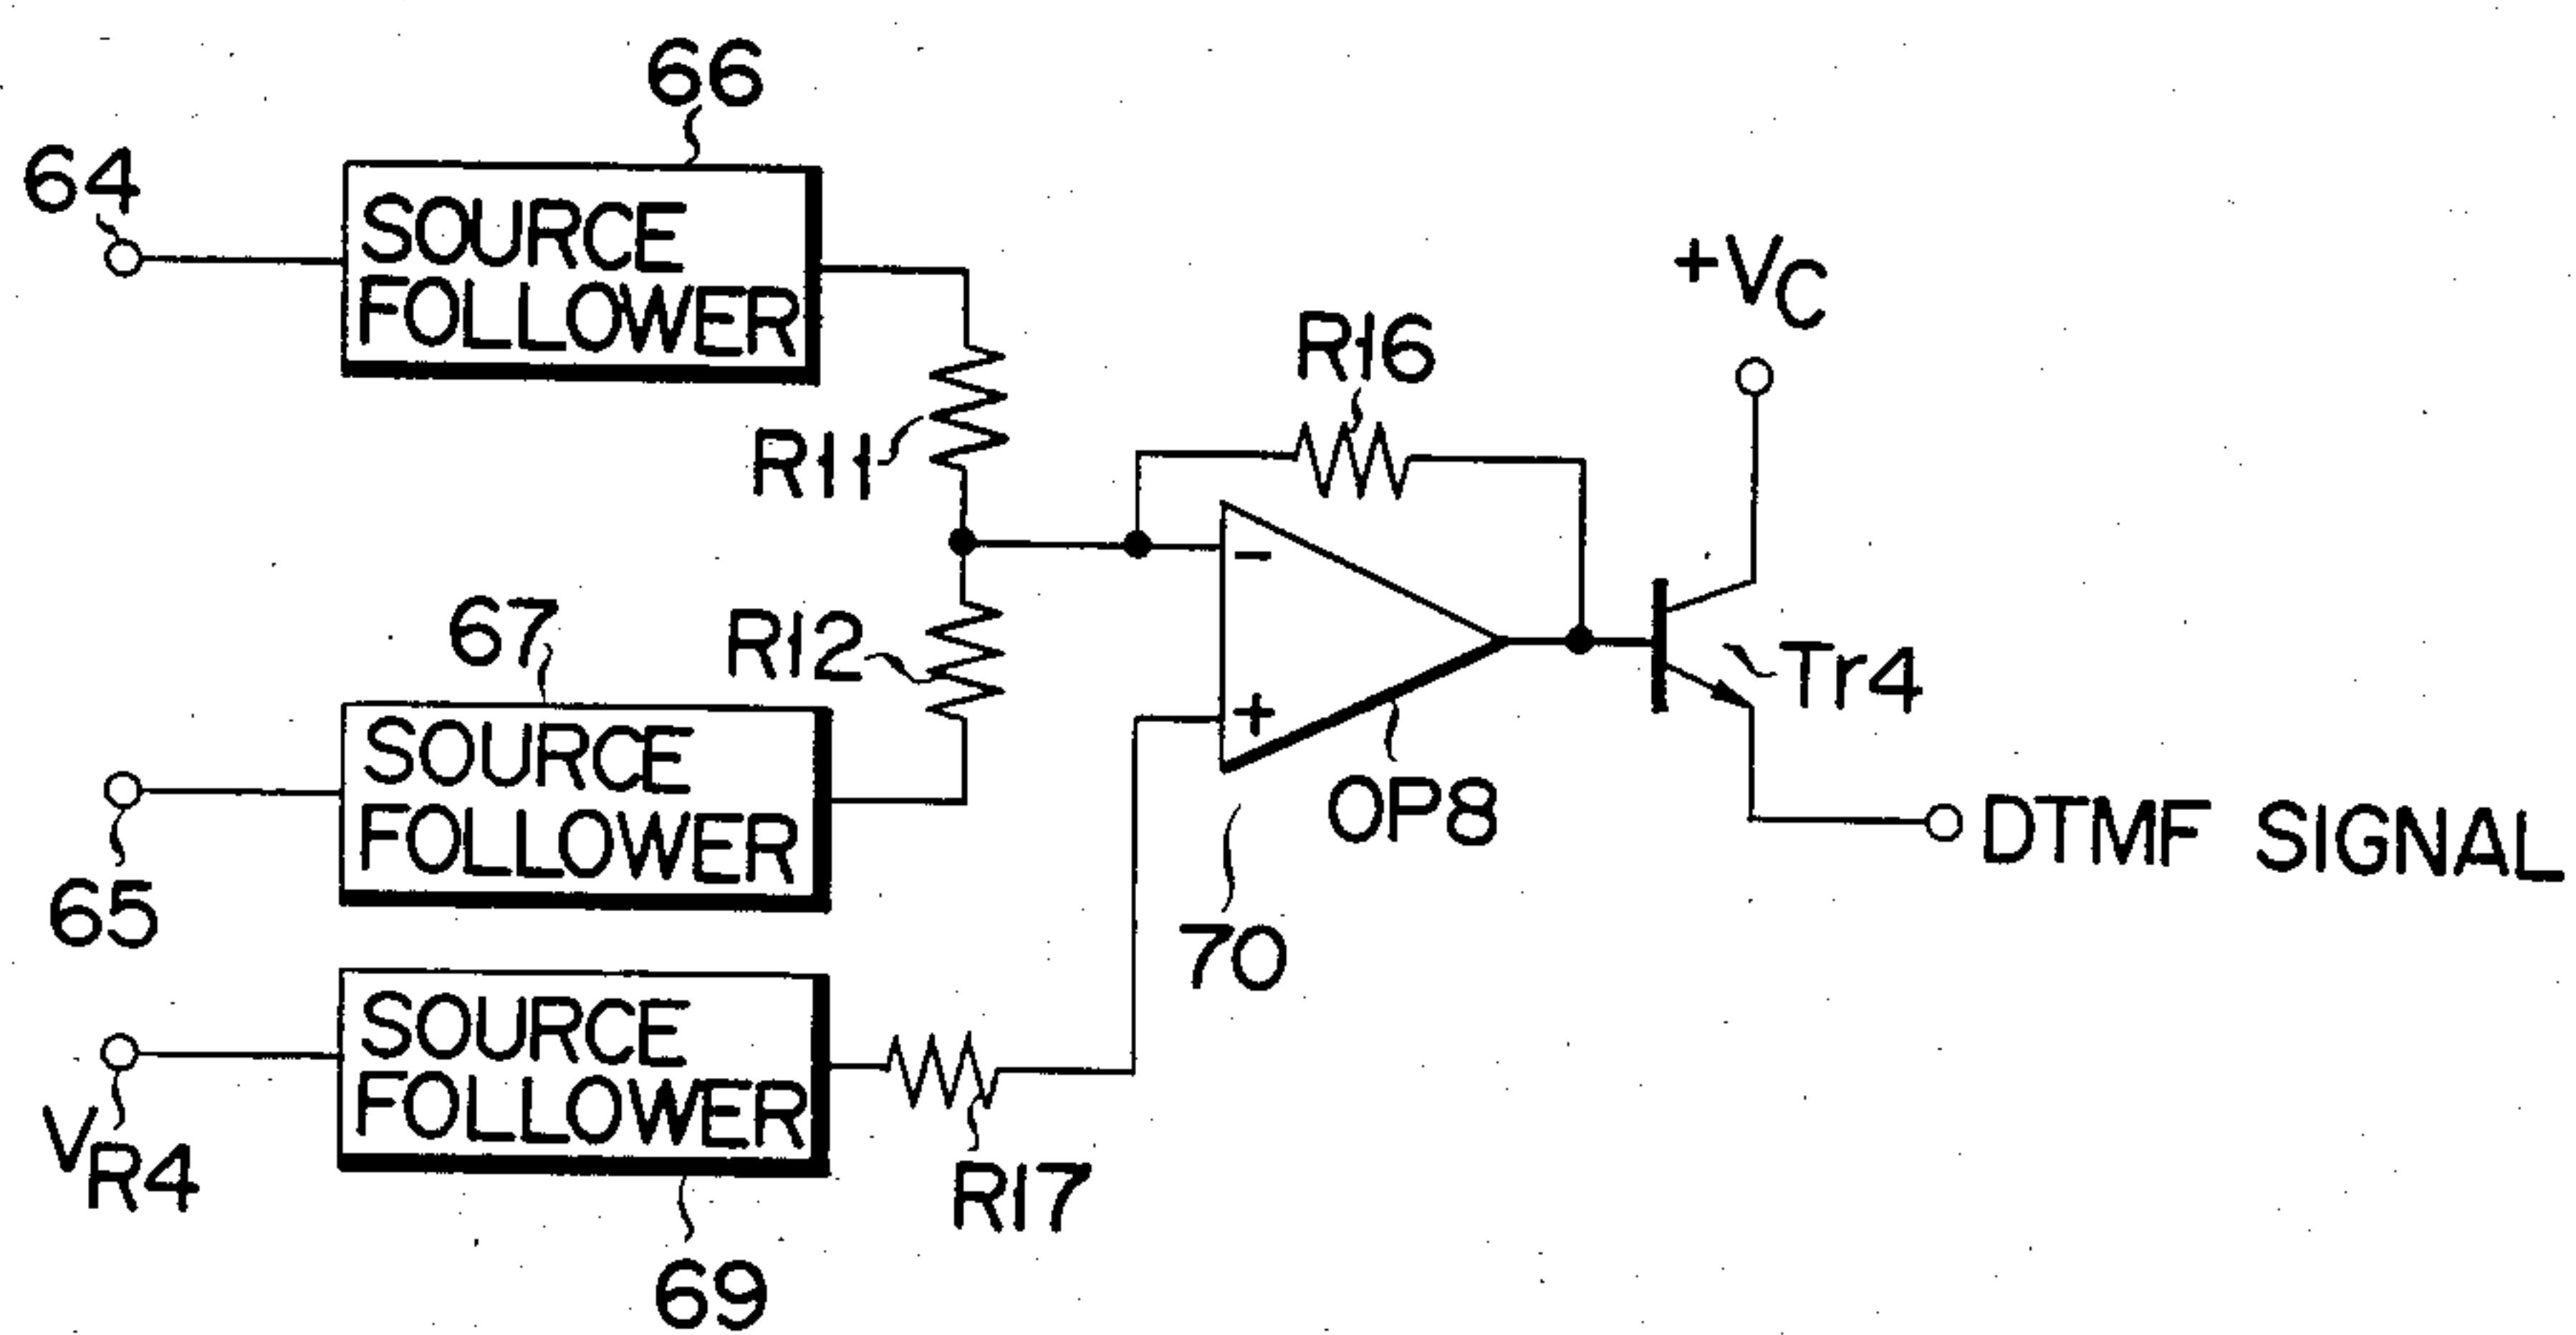 66
64
SOURCE
FOLLOWER
+VC
R16
R11
67
R12
Tr4
SOURCE
FOLLOWER
OP8
DTMF SIGNAL
65
70
SOURCE
FOLLOWER
VR4
R17
69